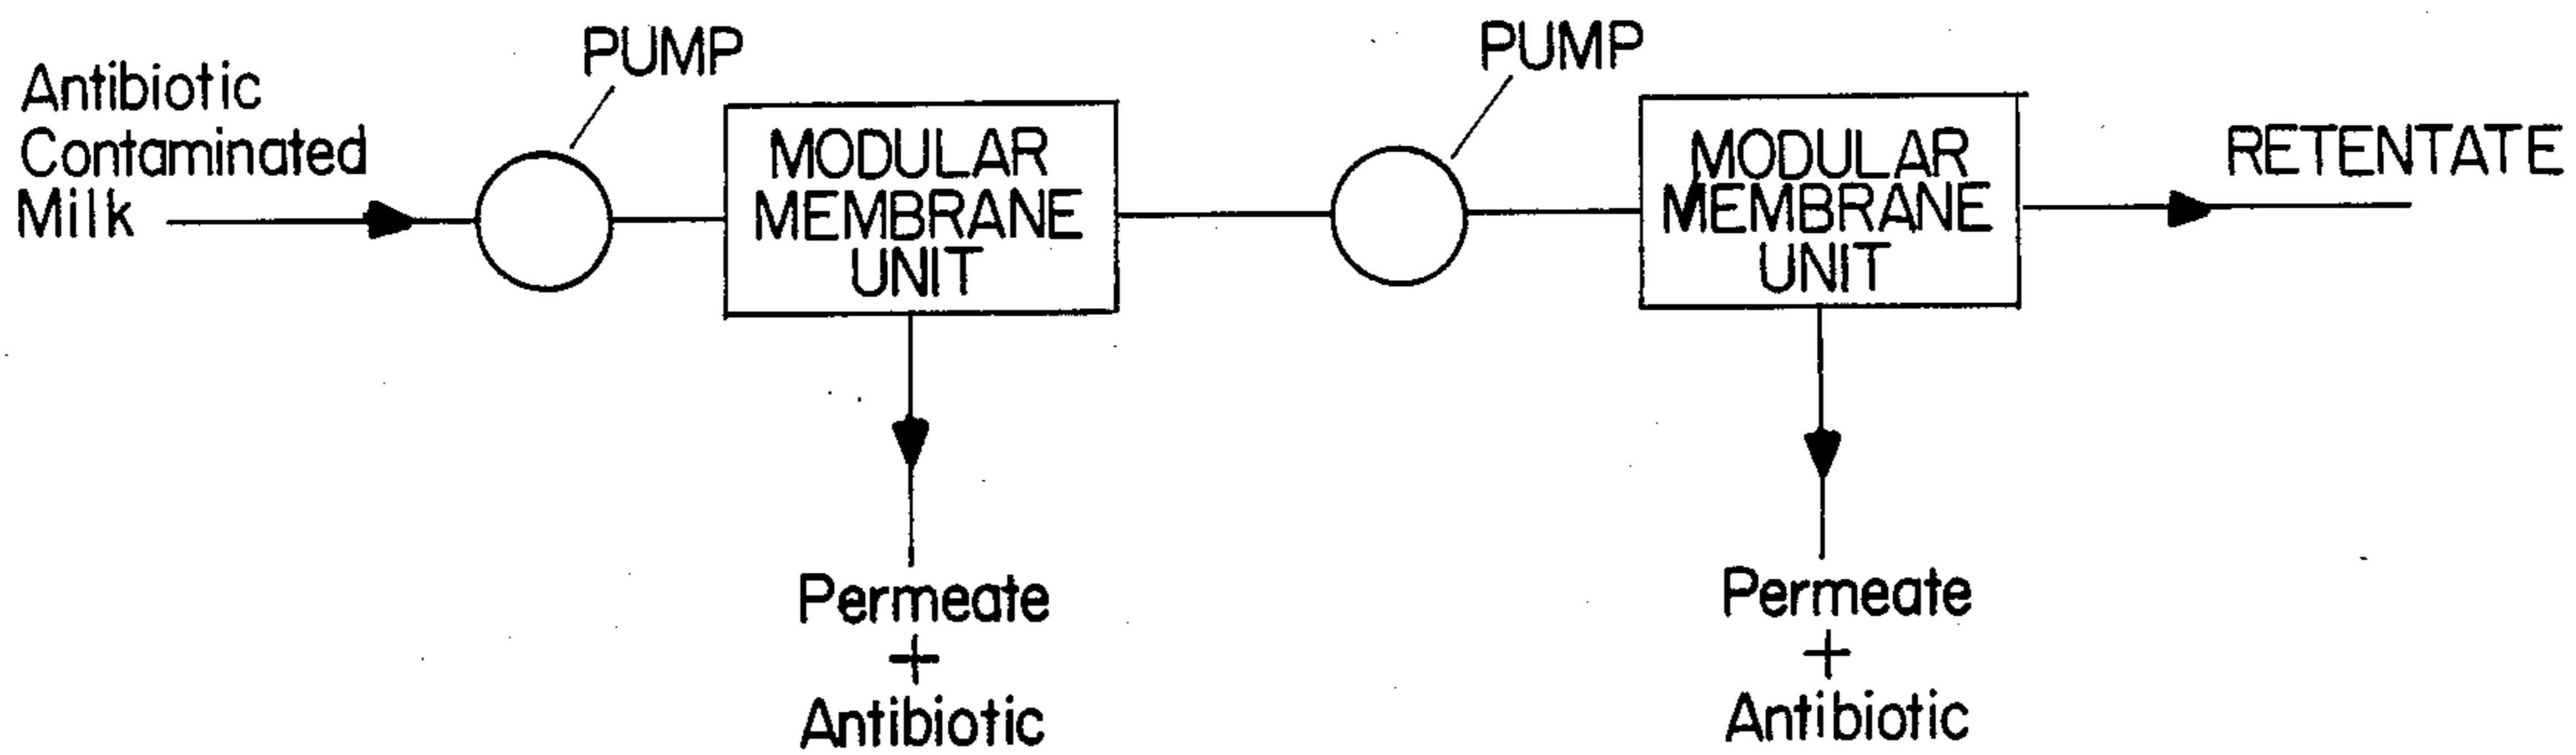 Antibiotic
Contaminated
Milk
PUMP
MODULAR
MEMBRANE
UNIT
Permeate
+
Antibiotic
PUMP
MODULAR
MEMBRANE
UNIT
Permeate
+
Antibiotic
RETENTATE